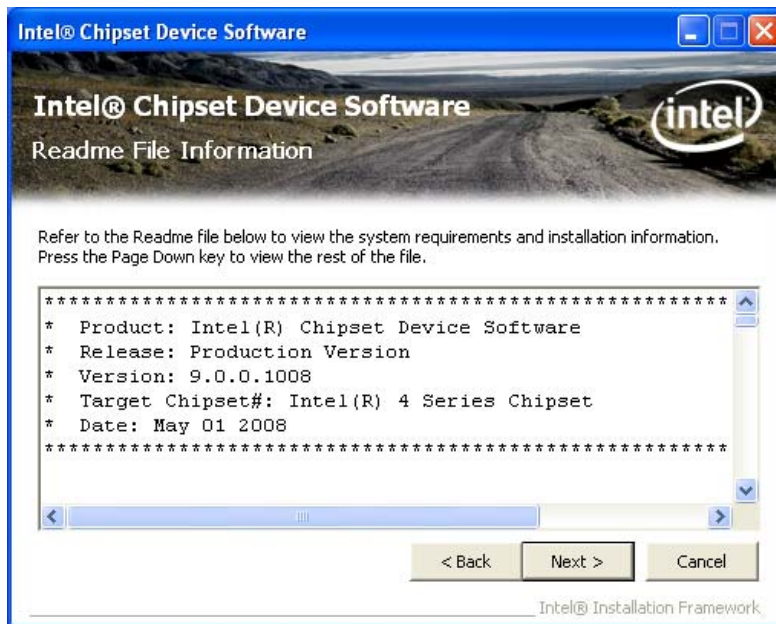 Intel® Chipset Device Software
Intel® Chipset Device Software
intel
Readme File Information
Refer to the Readme file below to view the system requirements and installation information.
Press the Page Down key to view the rest of the file.
********************************************************
* Product: Intel(R) Chipset Device Software
* Release: Production Version
* Version: 9.0.0.1008
* Target Chipset#: Intel(R) 4 Series Chipset
* Date: May 01 2008
********************************************************
< Back
Next >
Cancel
Intel® Installation Framework